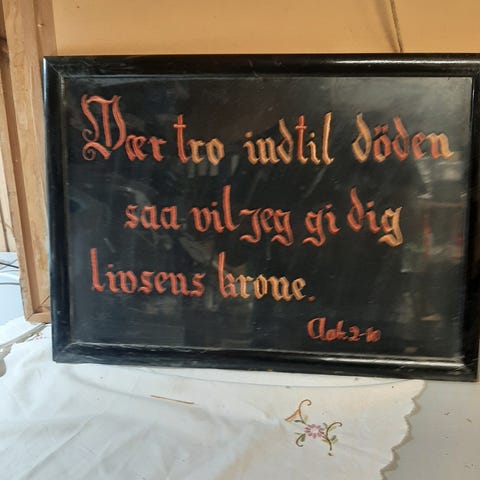 Vær tro indtil döden
saa vil jeg gi dig
livsens krone.
Aab. 2-10